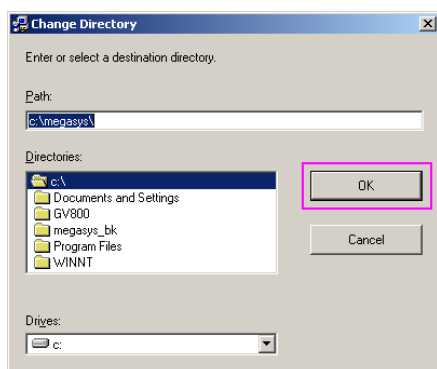 Change Directory
Enter or select a destination directory.
Path:
c:\megasys\
Directories:
c:\
Documents and Settings
GV800
megasys_bk
Program Files
WINNT
OK
Cancel
Drives:
c: